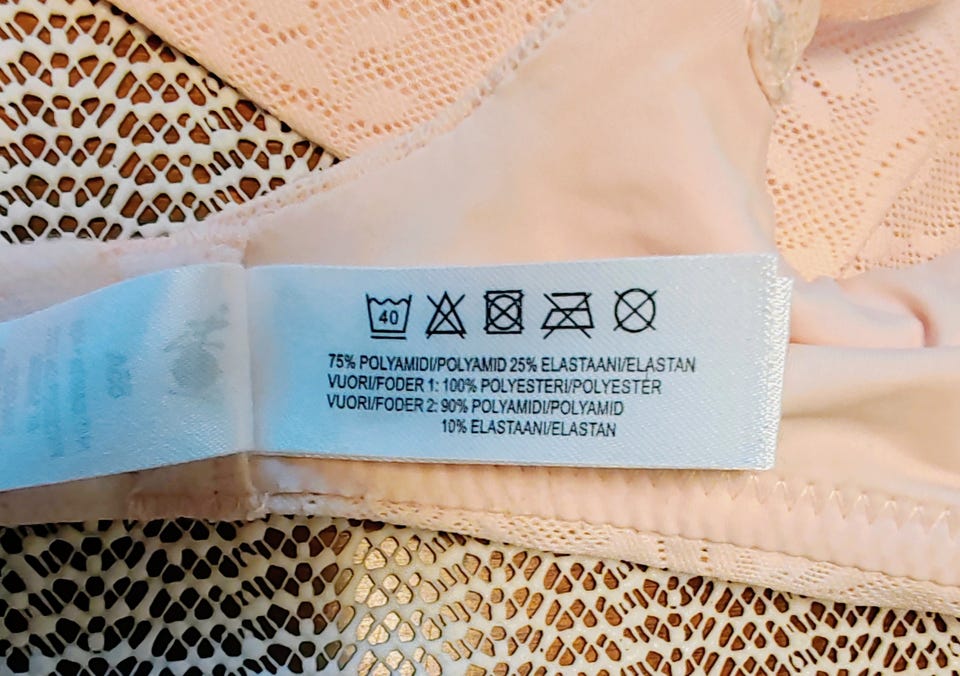 40
75% POLYAMIDI/POLYAMID 25% ELASTAANI/ELASTAN
VUORI/FODER 1: 100% POLYESTERI/POLYESTER
VUORI/FODER 2: 90% POLYAMIDI/POLYAMID
10% ELASTAANI/ELASTAN